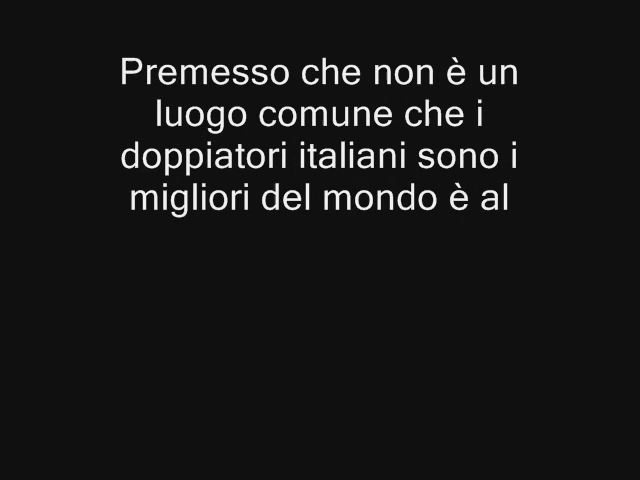 Premesso che non è un
luogo comune che i
doppiatori italiani sono i
migliori del mondo è al